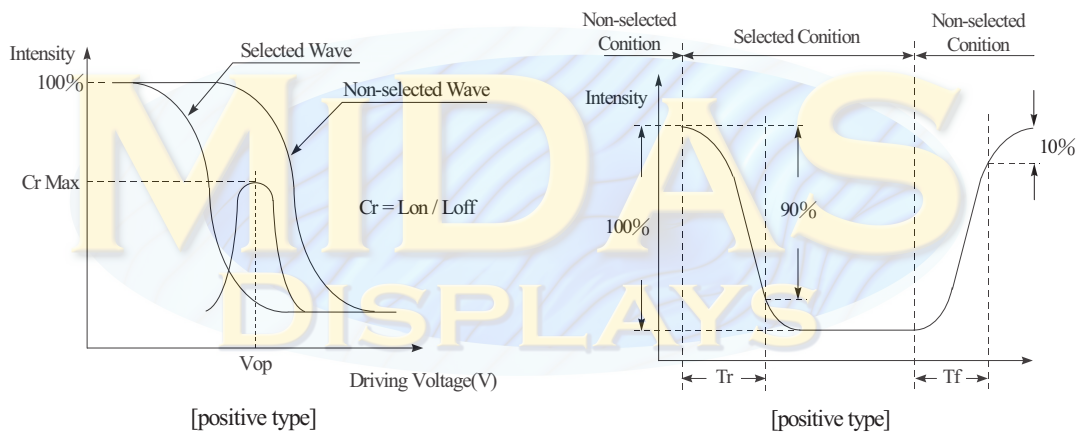 Intensity
Selected Wave
100%
Non-selected Wave
Cr Max
Cr = Lon / Loff
Vop
Driving Voltage(V)
[positive type]
Non-selected
Conition
Selected Conition
Non-selected
Conition
Intensity
10%
90%
100%
Tr
Tf
[positive type]
MIDAS
DISPLAYS